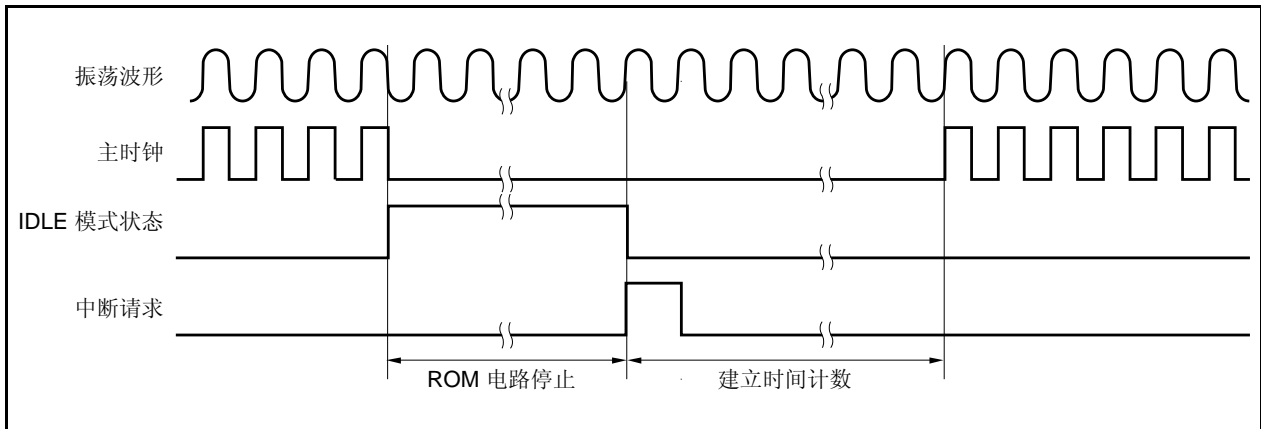 振荡波形
主时钟
IDLE 模式状态
中断请求
ROM 电路停止
建立时间计数